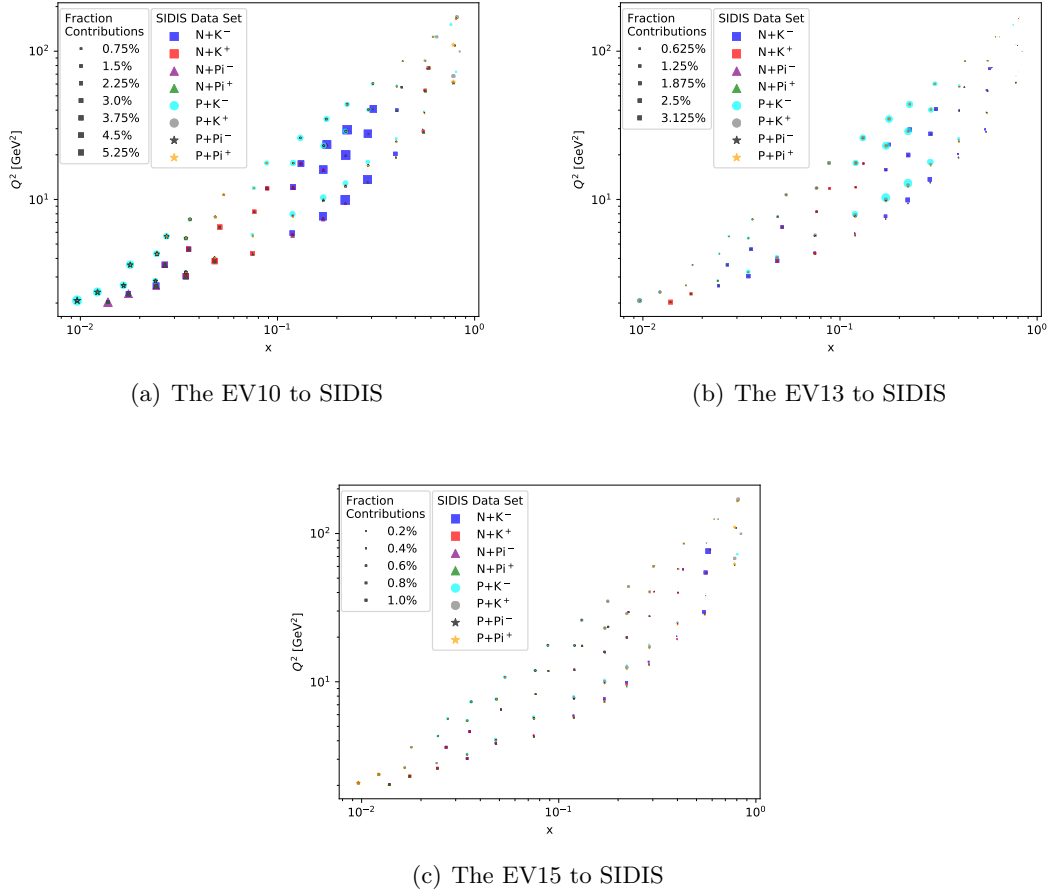 Fraction
Contributions
0.75%
1.5%
2.25%
3.0%
3.75%
4.5%
5.25%
SIDIS Data Set
N+K⁻
N+K⁺
N+Pi⁻
N+Pi⁺
P+K⁻
P+K⁺
P+Pi⁻
P+Pi⁺
Q² [GeV²]
10²
10¹
10⁻²
10⁻¹
10⁰
x
(a) The EV10 to SIDIS
Fraction
Contributions
0.625%
1.25%
1.875%
2.5%
3.125%
SIDIS Data Set
N+K⁻
N+K⁺
N+Pi⁻
N+Pi⁺
P+K⁻
P+K⁺
P+Pi⁻
P+Pi⁺
Q² [GeV²]
10²
10¹
10⁻²
10⁻¹
10⁰
x
(b) The EV13 to SIDIS
Fraction
Contributions
0.2%
0.4%
0.6%
0.8%
1.0%
SIDIS Data Set
N+K⁻
N+K⁺
N+Pi⁻
N+Pi⁺
P+K⁻
P+K⁺
P+Pi⁻
P+Pi⁺
Q² [GeV²]
10²
10¹
10⁻²
10⁻¹
10⁰
x
(c) The EV15 to SIDIS